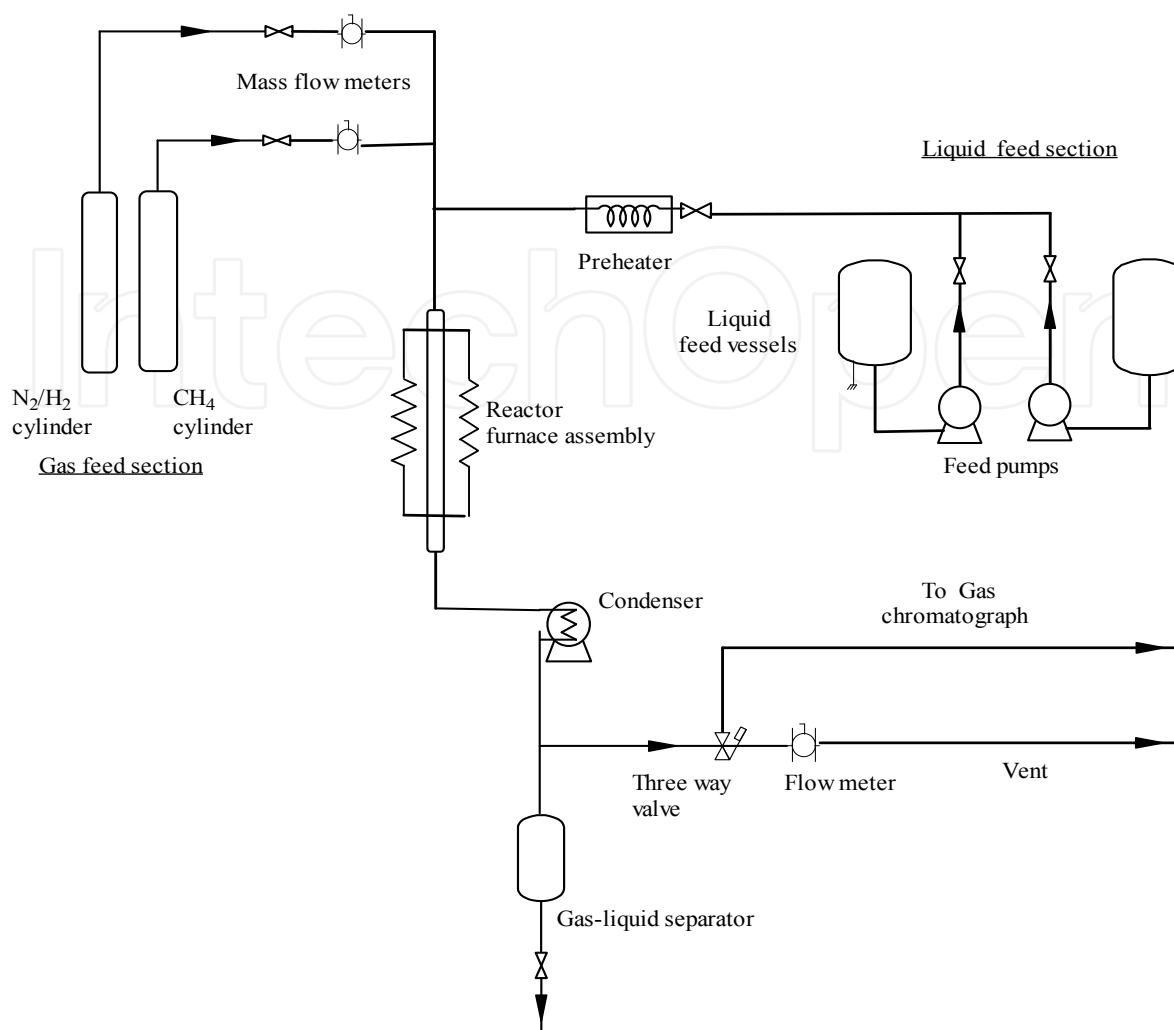 Mass flow meters
Liquid feed section
Preheater
Liquid
feed vessels
N2/H2
cylinder
CH4
cylinder
Gas feed section
Reactor
furnace assembly
Feed pumps
Condenser
To Gas
chromatograph
Three way
valve
Flow meter
Vent
Gas-liquid separator
IntechOpen